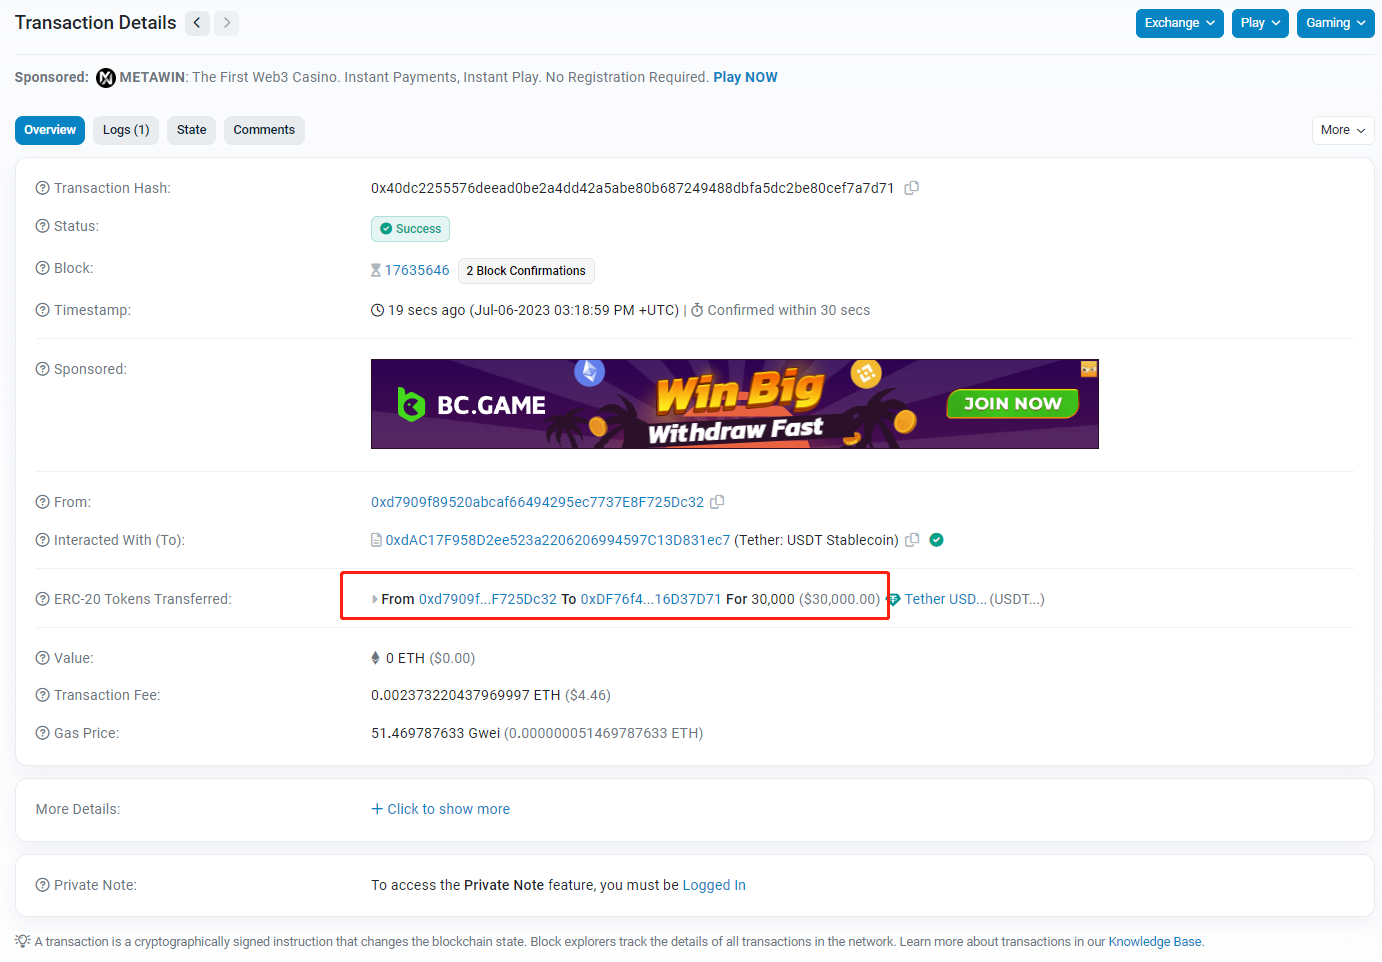 Transaction Details
Exchange Play Gaming
Sponsored: METAWIN: The First Web3 Casino. Instant Payments, Instant Play. No Registration Required. Play NOW
Overview Logs (1) State Comments More
Transaction Hash: 0x40dc2255576deead0be2a4dd42a5abe80b687249488dbfa5dc2be80cef7a7d71
Status: Success
Block: 17635646 2 Block Confirmations
Timestamp: 19 secs ago (Jul-06-2023 03:18:59 PM +UTC) | Confirmed within 30 secs
Sponsored:
BC.GAME
Win-Big
Withdraw Fast
JOIN NOW
From: 0xd7909f89520abcaf66494295ec7737E8F725Dc32
Interacted With (To): 0xdAC17F958D2ee523a2206206994597C13D831ec7 (Tether: USDT Stablecoin)
ERC-20 Tokens Transferred: From 0xd7909f...F725Dc32 To 0xDF76f4...16D37D71 For 30,000 ($30,000.00) Tether USD... (USDT...)
Value: 0 ETH ($0.00)
Transaction Fee: 0.002373220437969997 ETH ($4.46)
Gas Price: 51.469787633 Gwei (0.000000051469787633 ETH)
More Details: + Click to show more
Private Note: To access the Private Note feature, you must be Logged In
A transaction is a cryptographically signed instruction that changes the blockchain state. Block explorers track the details of all transactions in the network. Learn more about transactions in our Knowledge Base.